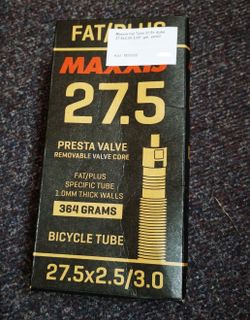 FAT/PLUS
MAXXIS
27.5
PRESTA VALVE
REMOVABLE VALVE CORE
FAT/PLUS
SPECIFIC TUBE
1.0MM THICK WALLS
364 GRAMS
BICYCLE TUBE
27.5x2.5/3.0